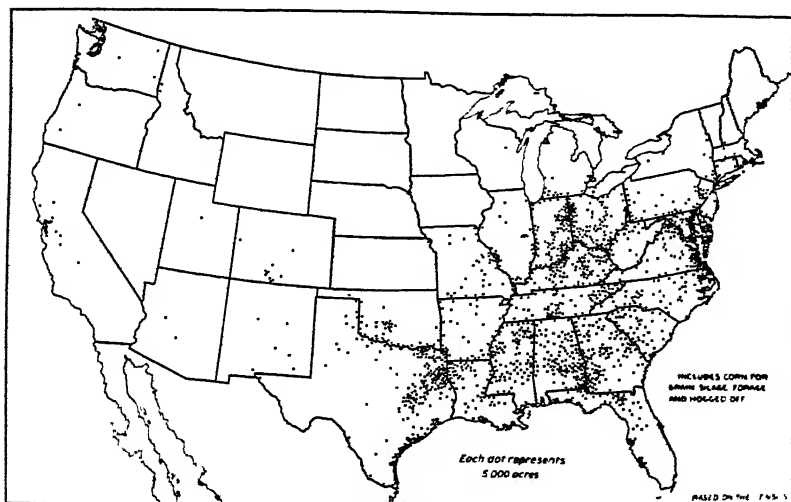 INCLUDES CORN FOR
GRAIN SILAGE FORAGE
AND HOGGED OFF
Each dot represents
5,000 acres
BASED ON THE